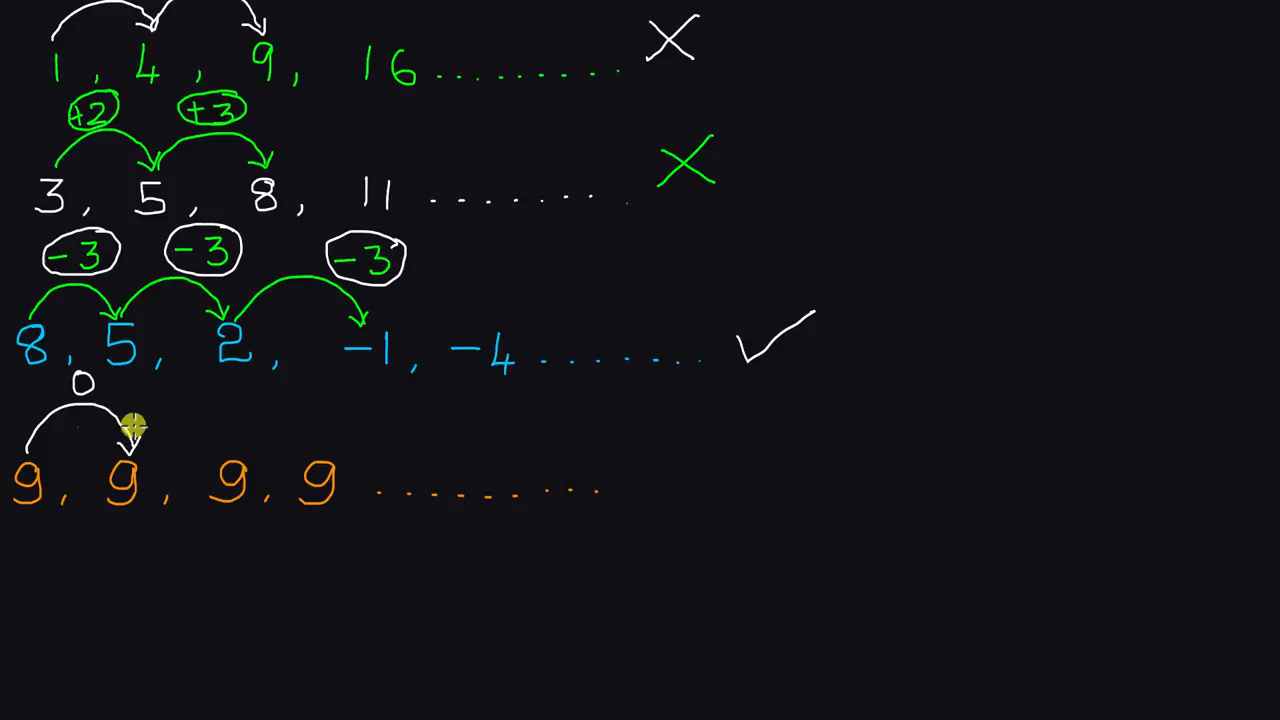 1, 4, 9, 16 .........
+2 +3
3, 5, 8, 11 ........
-3 -3 -3
8, 5, 2, -1, -4 ........
0
9, 9, 9, 9 .........